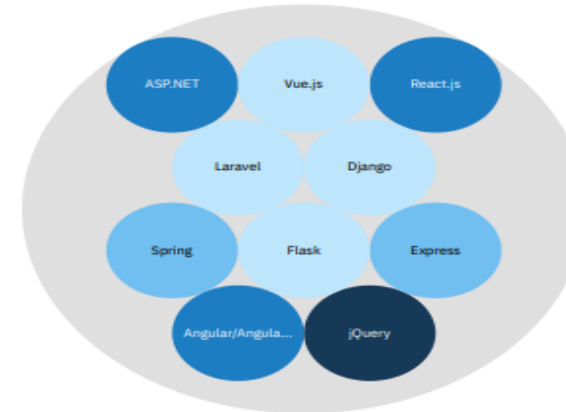 ASP.NET
Vue.js
React.js
Laravel
Django
Spring
Flask
Express
Angular/Angula...
jQuery